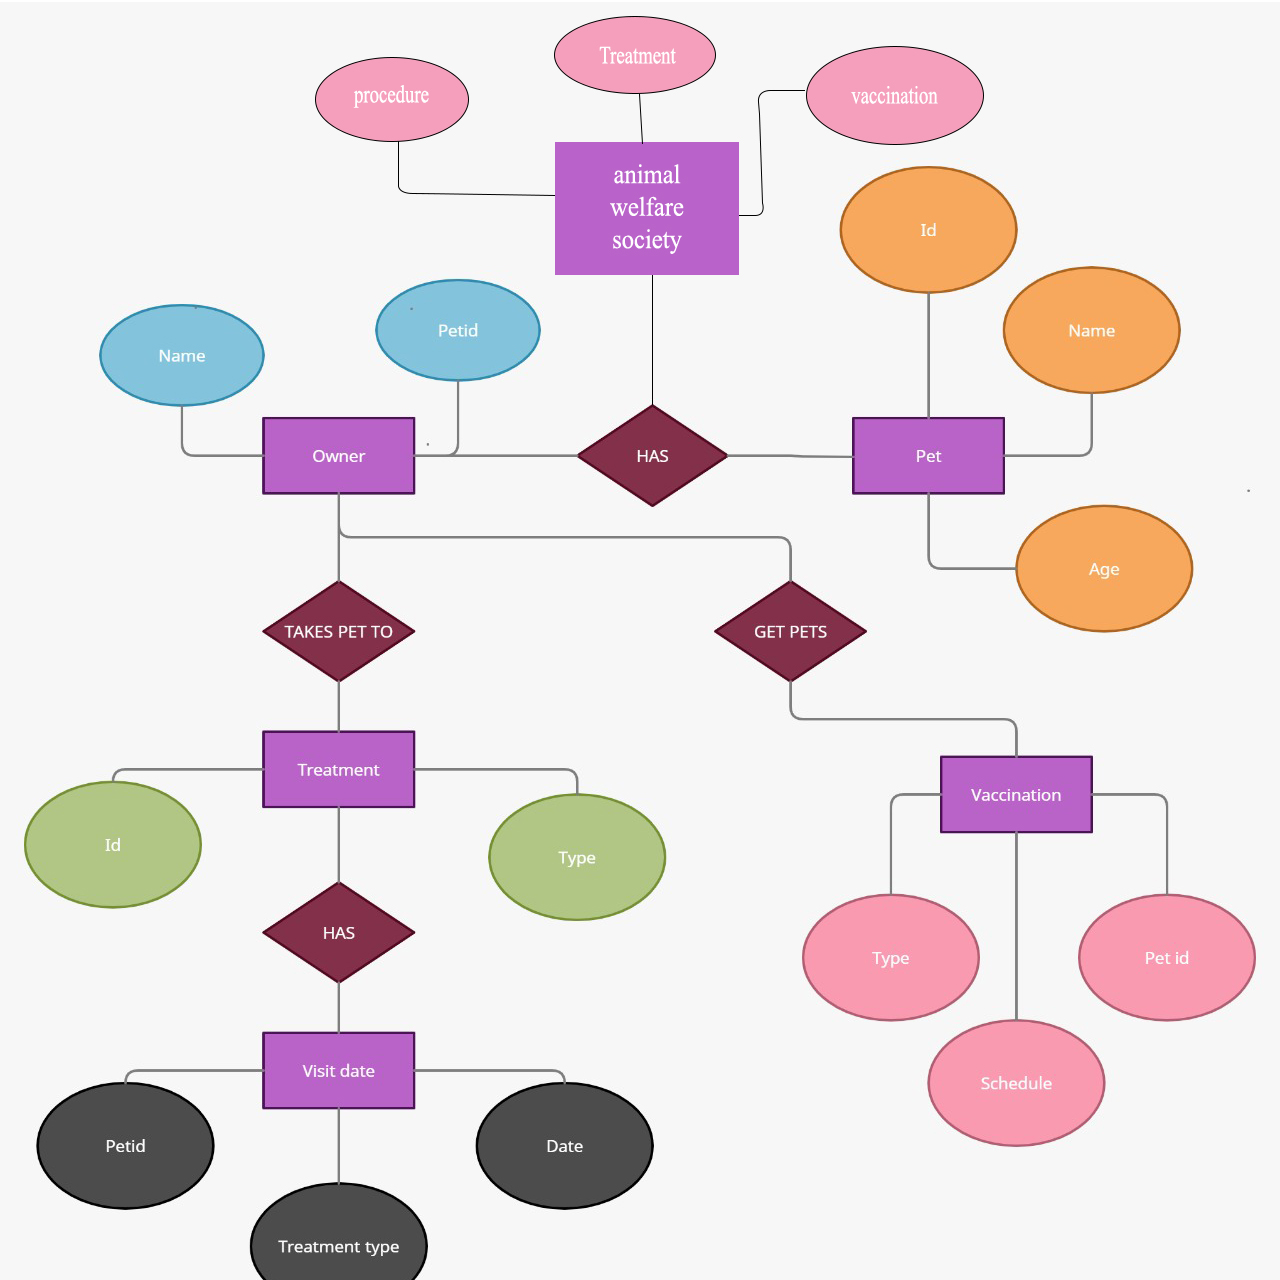 Treatment
procedure
vaccination
animal
welfare
society
Id
Name
Petid
Name
Owner
HAS
Pet
Age
TAKES PET TO
GET PETS
Treatment
Vaccination
Id
Type
HAS
Type
Pet id
Visit date
Schedule
Petid
Date
Treatment type